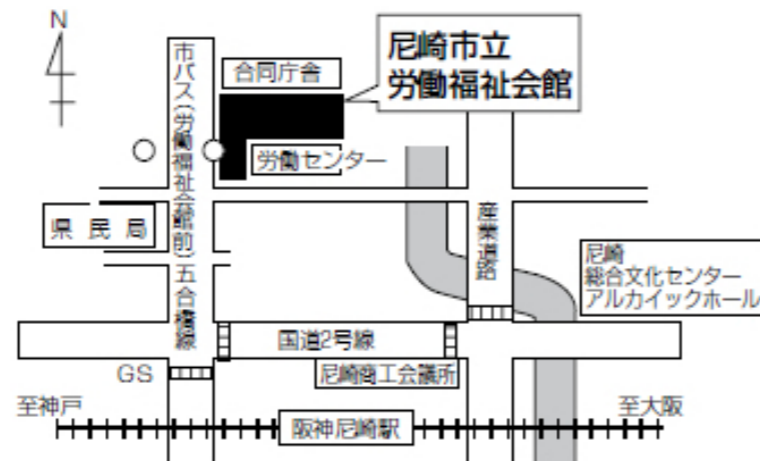 N
尼崎市立
労働福祉会館
合同庁舎
市バス(労働福祉会館前)五合橋線
労働センター
県民局
産業道路
尼崎
総合文化センター
アルカイックホール
国道2号線
GS
尼崎商工会議所
至神戸
至大阪
阪神尼崎駅